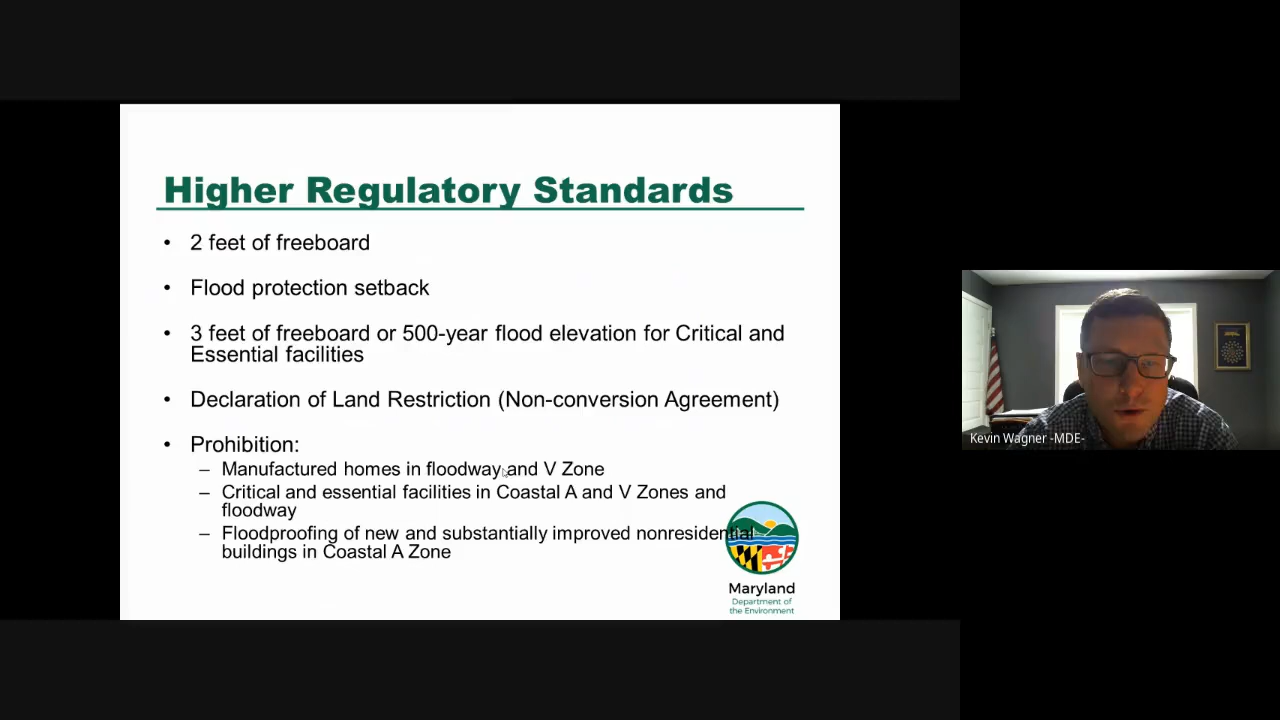 Higher Regulatory Standards
• 2 feet of freeboard
• Flood protection setback
• 3 feet of freeboard or 500-year flood elevation for Critical and
Essential facilities
• Declaration of Land Restriction (Non-conversion Agreement)
• Prohibition:
– Manufactured homes in floodway and V Zone
– Critical and essential facilities in Coastal A and V Zones and
floodway
– Floodproofing of new and substantially improved nonresidential
buildings in Coastal A Zone
Maryland
Department of
the Environment
Kevin Wagner -MDE-